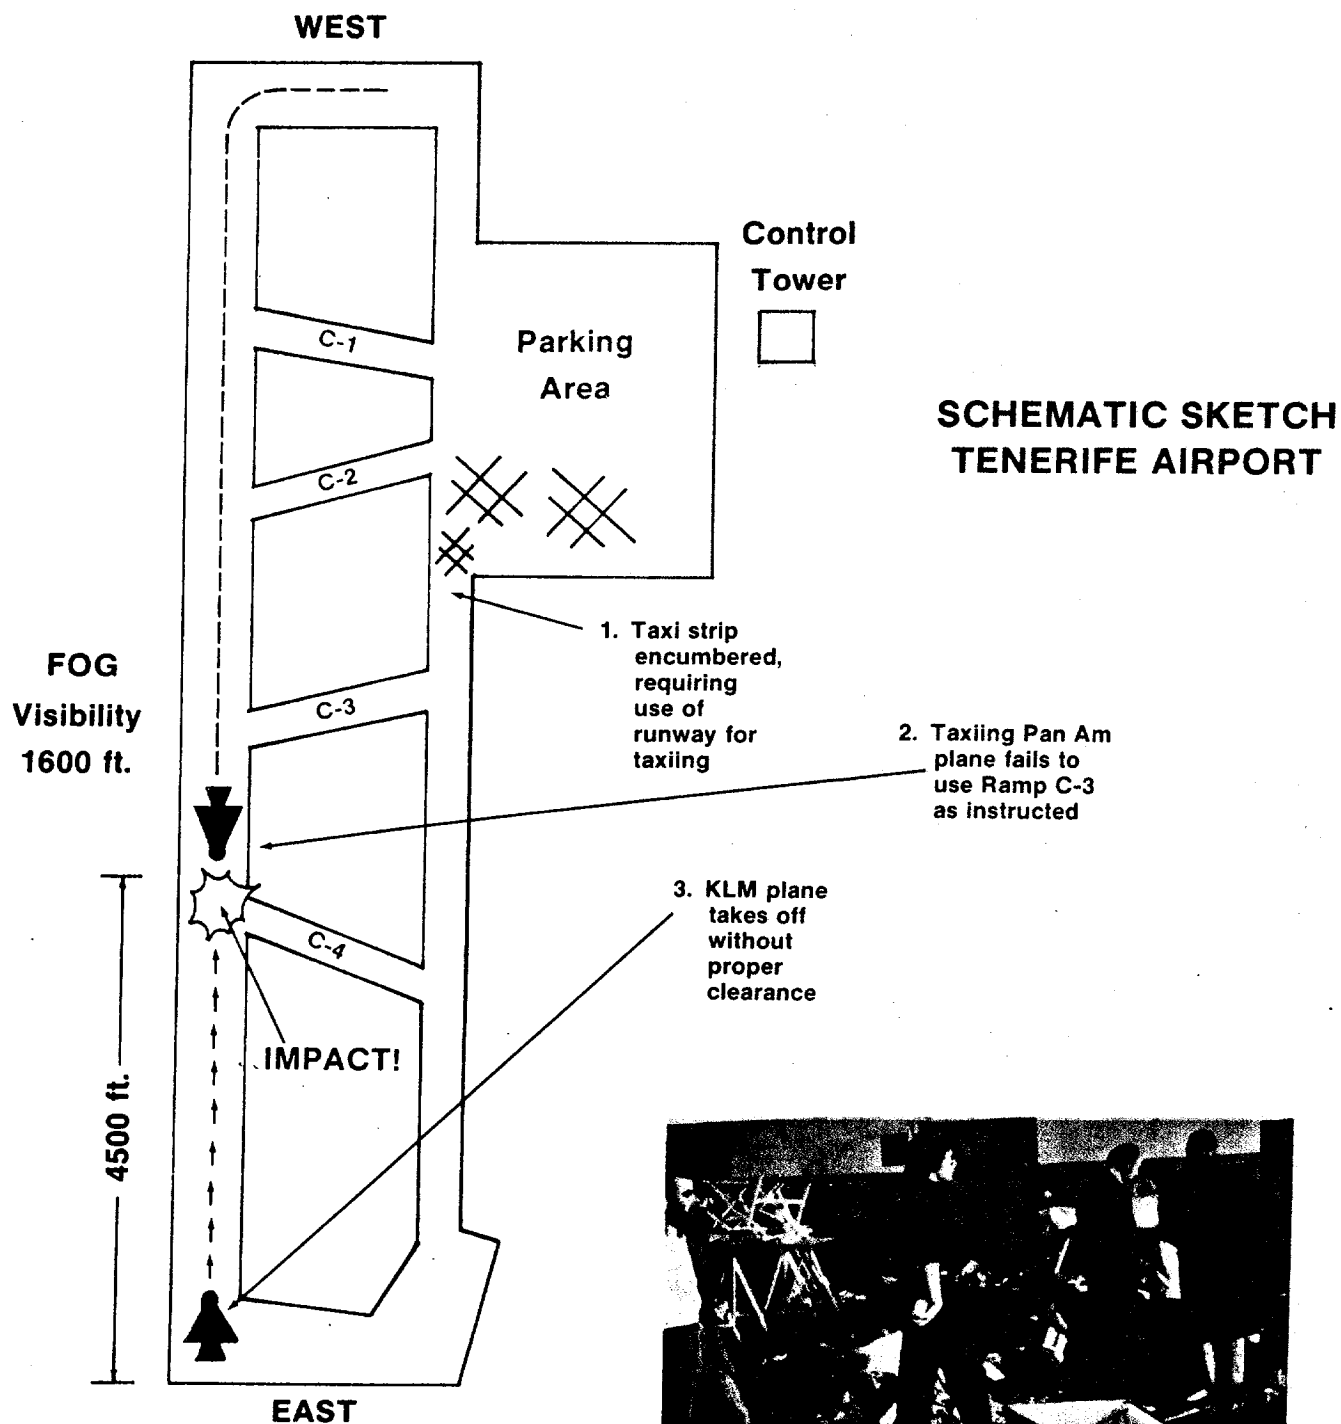 WEST
Control
Tower
C-1
Parking
Area
SCHEMATIC SKETCH
TENERIFE AIRPORT
C-2
1. Taxi strip
encumbered,
requiring
use of
runway for
taxiing
FOG
Visibility
1600 ft.
C-3
2. Taxiing Pan Am
plane fails to
use Ramp C-3
as instructed
3. KLM plane
takes off
without
proper
clearance
C-4
IMPACT!
4500 ft.
EAST